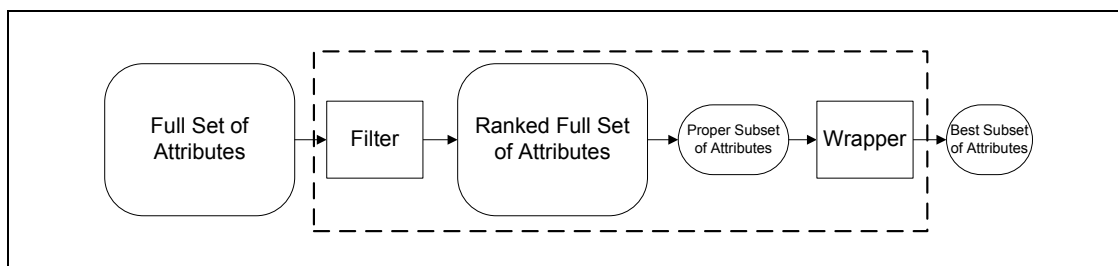 Full Set of
Attributes
Filter
Ranked Full Set
of Attributes
Proper Subset
of Attributes
Wrapper
Best Subset
of Attributes